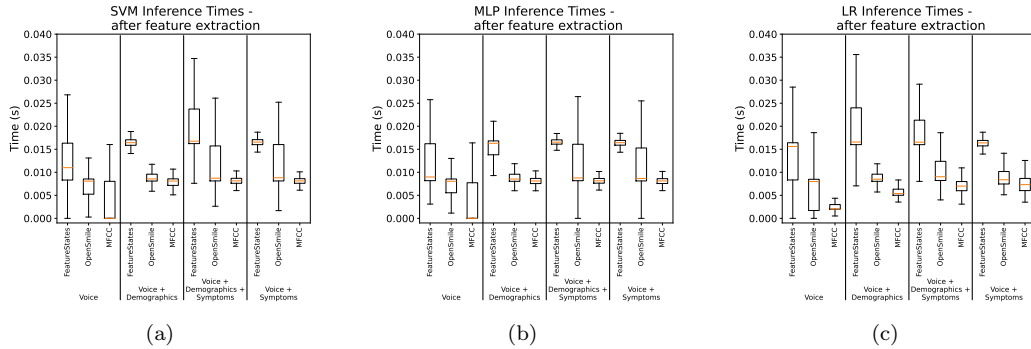 SVM Inference Times -
after feature extraction
Time (s)
0.040
0.035
0.030
0.025
0.020
0.015
0.010
0.005
0.000
FeatureStates
OpenSmile
MFCC
FeatureStates
OpenSmile
MFCC
FeatureStates
OpenSmile
MFCC
FeatureStates
OpenSmile
MFCC
Voice
Voice +
Demographics
Voice +
Demographics +
Symptoms
Voice +
Symptoms
(a)
MLP Inference Times -
after feature extraction
Time (s)
0.040
0.035
0.030
0.025
0.020
0.015
0.010
0.005
0.000
FeatureStates
OpenSmile
MFCC
FeatureStates
OpenSmile
MFCC
FeatureStates
OpenSmile
MFCC
FeatureStates
OpenSmile
MFCC
Voice
Voice +
Demographics
Voice +
Demographics +
Symptoms
Voice +
Symptoms
(b)
LR Inference Times -
after feature extraction
Time (s)
0.040
0.035
0.030
0.025
0.020
0.015
0.010
0.005
0.000
FeatureStates
OpenSmile
MFCC
FeatureStates
OpenSmile
MFCC
FeatureStates
OpenSmile
MFCC
FeatureStates
OpenSmile
MFCC
Voice
Voice +
Demographics
Voice +
Demographics +
Symptoms
Voice +
Symptoms
(c)